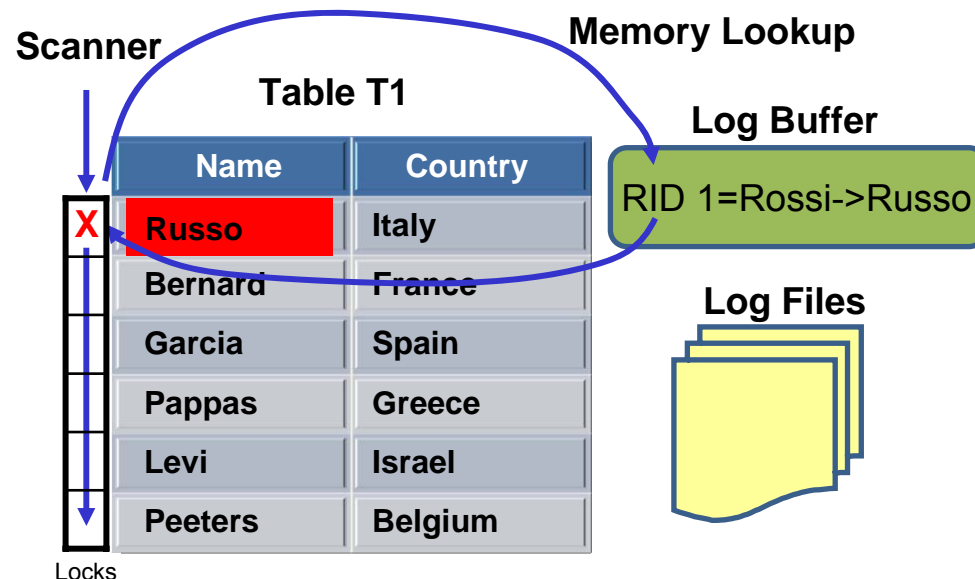 Scanner
Memory Lookup
Table T1
Log Buffer
Name Country
RID 1=Rossi->Russo
X Russo Italy
Bernard France
Log Files
Garcia Spain
Pappas Greece
Levi Israel
Peeters Belgium
Locks